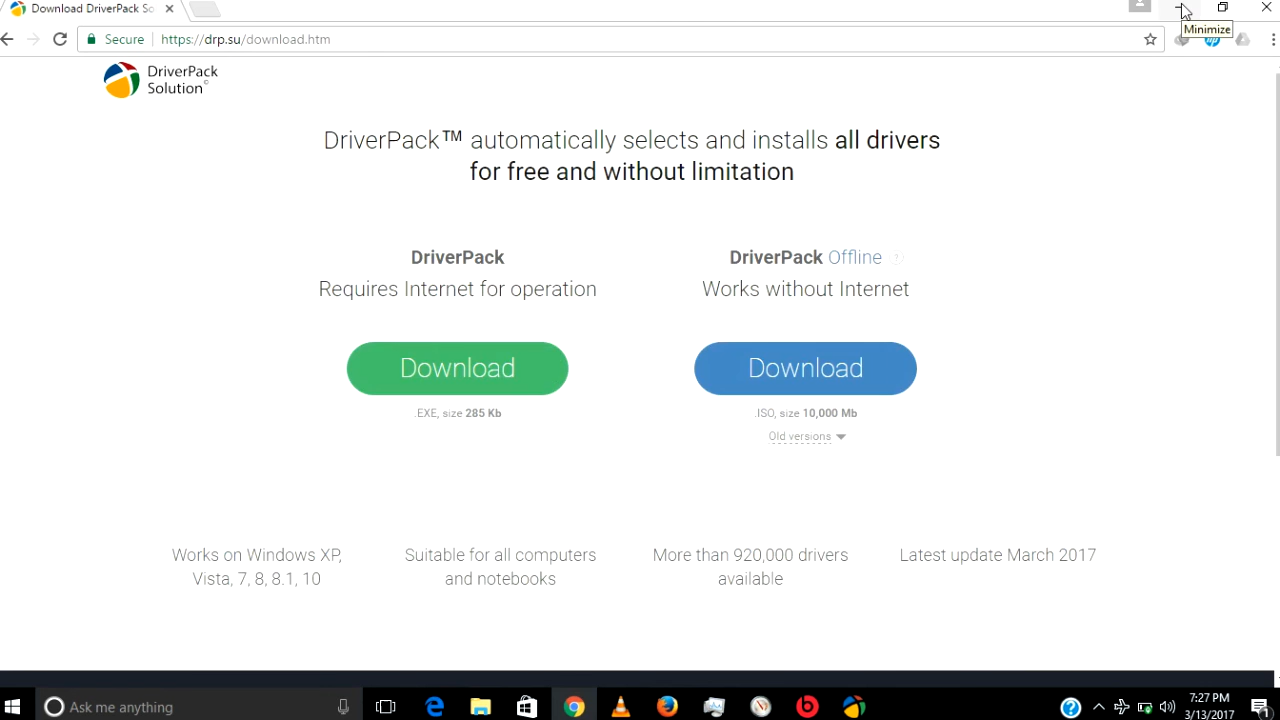 Download DriverPack So
Minimize
Secure
https://drp.su/download.htm
DriverPack
Solution©
DriverPack™ automatically selects and installs all drivers
for free and without limitation
DriverPack
Requires Internet for operation
Download
.EXE, size 285 Kb
DriverPack Offline ?
Works without Internet
Download
.ISO, size 10,000 Mb
Old versions
Works on Windows XP,
Vista, 7, 8, 8.1, 10
Suitable for all computers
and notebooks
More than 920,000 drivers
available
Latest update March 2017
Ask me anything
7:27 PM
3/13/2017